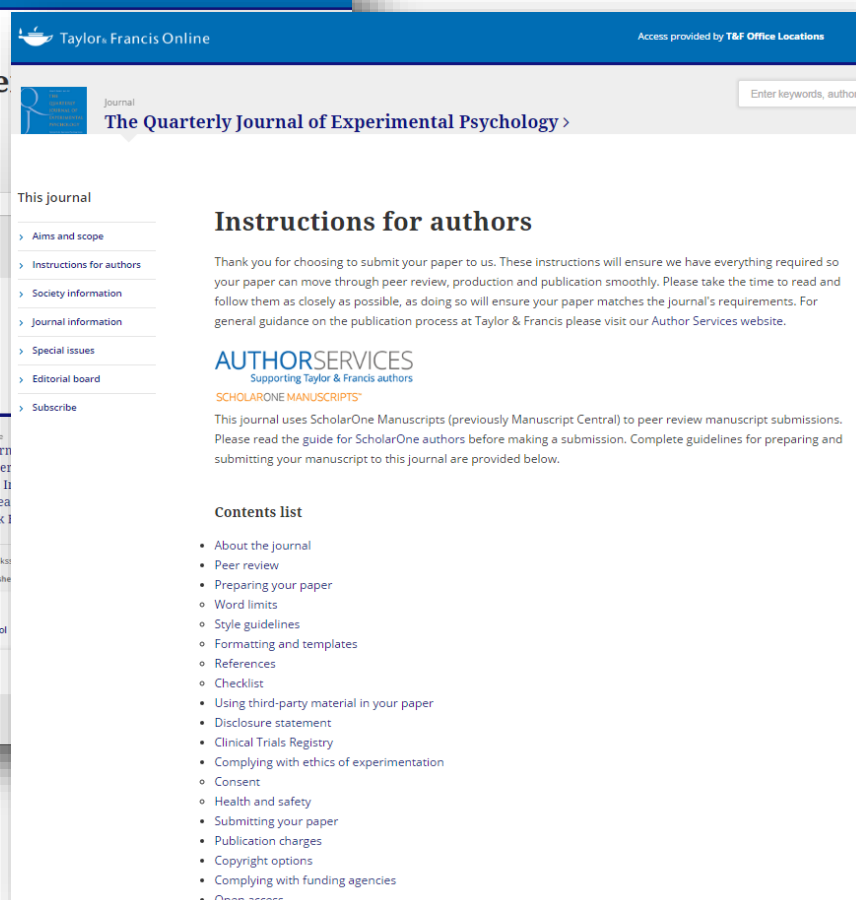 Taylor & Francis Online
Access provided by T&F Office Locations
Enter keywords, author
Journal
The Quarterly Journal of Experimental Psychology >
This journal
Aims and scope
Instructions for authors
Society information
Journal information
Special issues
Editorial board
Subscribe
Instructions for authors
Thank you for choosing to submit your paper to us. These instructions will ensure we have everything required so
your paper can move through peer review, production and publication smoothly. Please take the time to read and
follow them as closely as possible, as doing so will ensure your paper matches the journal's requirements. For
general guidance on the publication process at Taylor & Francis please visit our Author Services website.
AUTHORSERVICES
Supporting Taylor & Francis authors
SCHOLARONE MANUSCRIPTS™
This journal uses ScholarOne Manuscripts (previously Manuscript Central) to peer review manuscript submissions.
Please read the guide for ScholarOne authors before making a submission. Complete guidelines for preparing and
submitting your manuscript to this journal are provided below.
Contents list
About the journal
Peer review
Preparing your paper
Word limits
Style guidelines
Formatting and templates
References
Checklist
Using third-party material in your paper
Disclosure statement
Clinical Trials Registry
Complying with ethics of experimentation
Consent
Health and safety
Submitting your paper
Publication charges
Copyright options
Complying with funding agencies
Open access